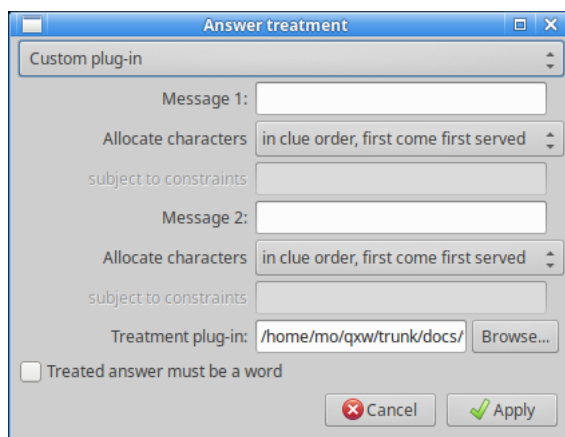 Answer treatment
Custom plug-in
Message 1:
Allocate characters in clue order, first come first served
subject to constraints
Message 2:
Allocate characters in clue order, first come first served
subject to constraints
Treatment plug-in: /home/mo/qxw/trunk/docs/ Browse...
Treated answer must be a word
Cancel Apply